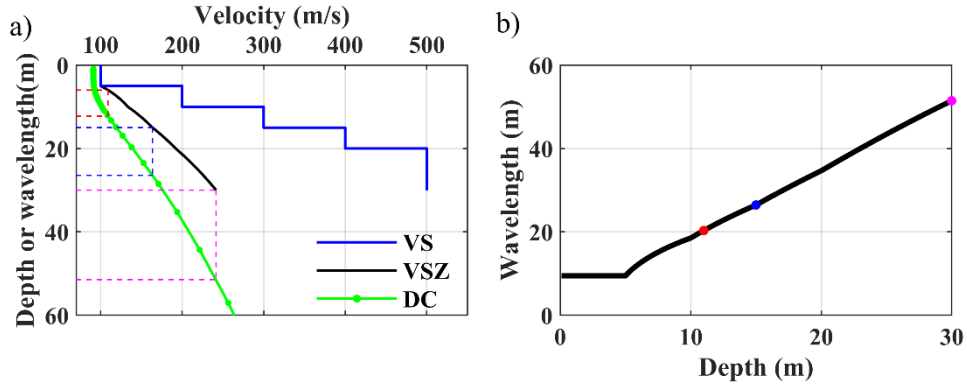 a)
Velocity (m/s)
100 200 300 400 500
Depth or wavelength(m)
0
20
40
60
VS
VSZ
DC
b)
Wavelength (m)
60
40
20
0
0 10 20 30
Depth (m)